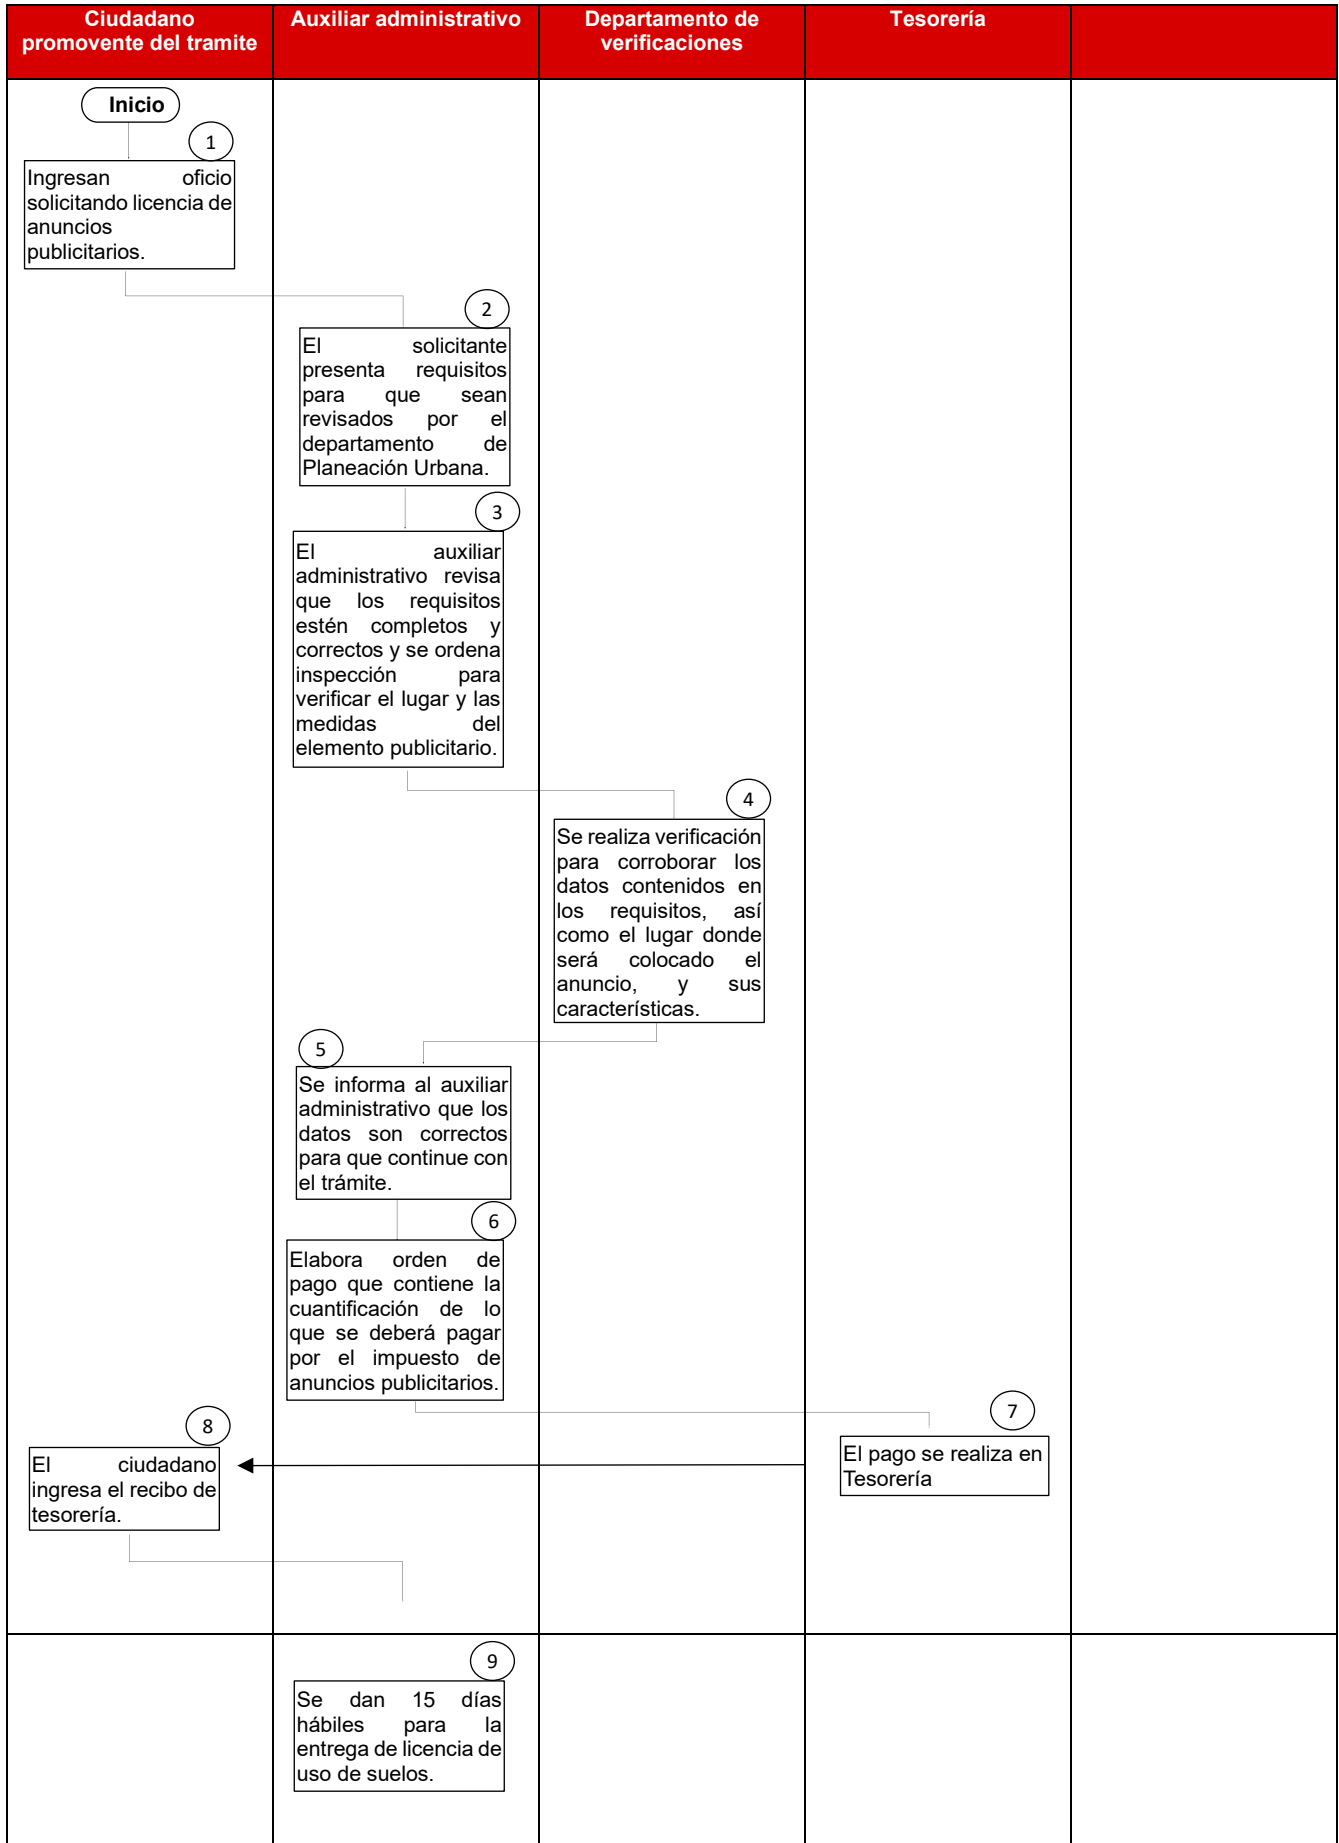 Ciudadano
promovente del tramite
Auxiliar administrativo
Departamento de
verificaciones
Tesorería
Inicio
1
Ingresan oficio
solicitando licencia de
anuncios
publicitarios.
2
El solicitante
presenta requisitos
para que sean
revisados por el
departamento de
Planeación Urbana.
3
El auxiliar
administrativo revisa
que los requisitos
estén completos y
correctos y se ordena
inspección para
verificar el lugar y las
medidas del
elemento publicitario.
4
Se realiza verificación
para corroborar los
datos contenidos en
los requisitos, así
como el lugar donde
será colocado el
anuncio, y sus
características.
5
Se informa al auxiliar
administrativo que los
datos son correctos
para que continue con
el trámite.
6
Elabora orden de
pago que contiene la
cuantificación de lo
que se deberá pagar
por el impuesto de
anuncios publicitarios.
7
El pago se realiza en
Tesorería
8
El ciudadano
ingresa el recibo de
tesorería.
9
Se dan 15 días
hábiles para la
entrega de licencia de
uso de suelos.